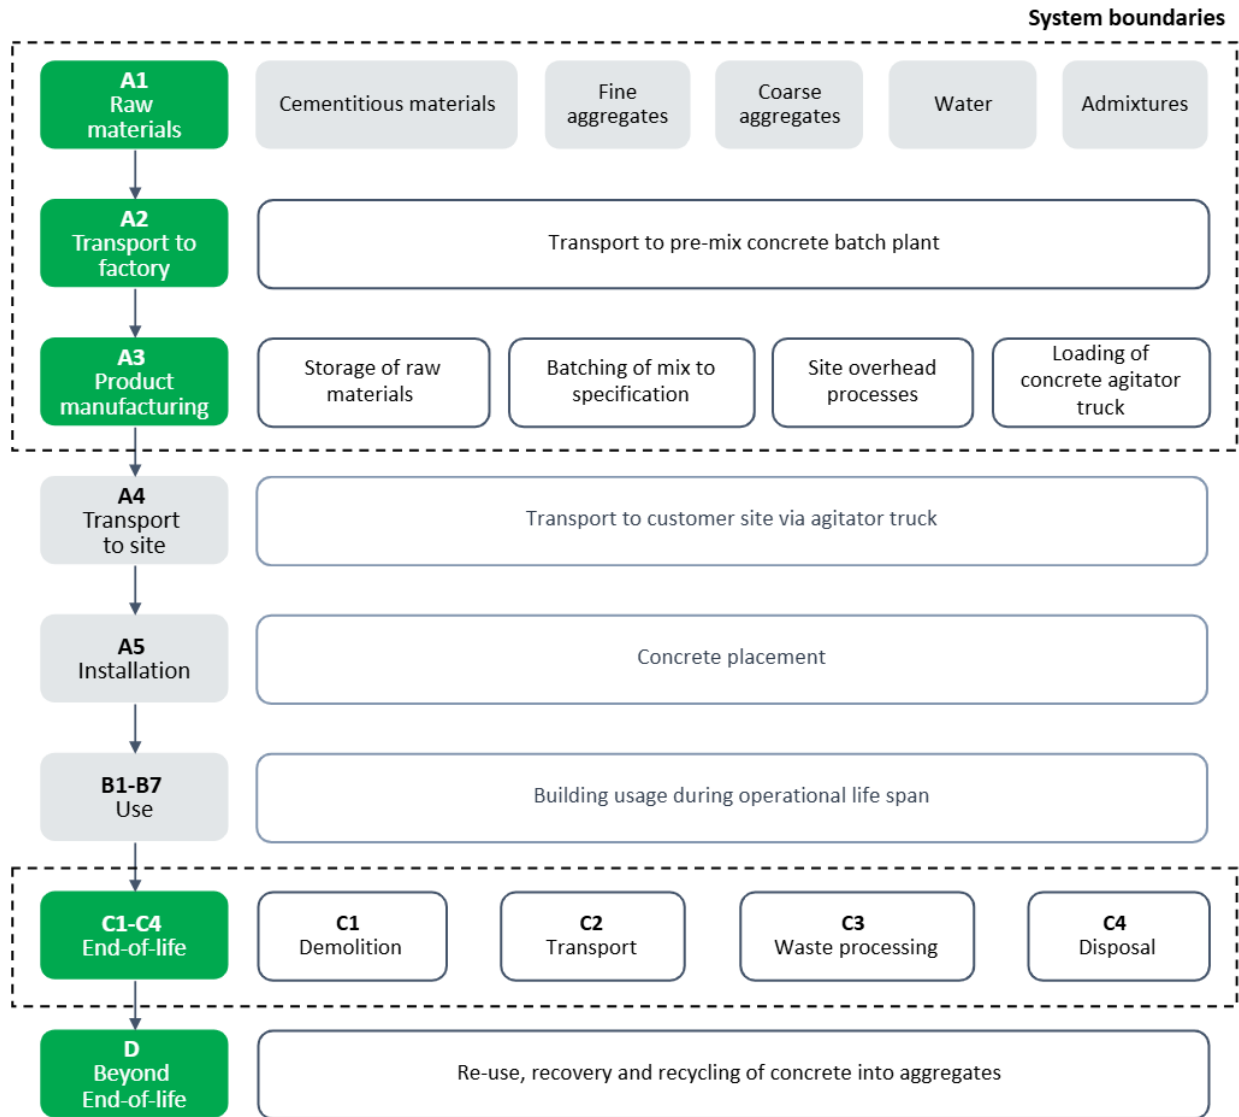 System boundaries
A1
Raw
materials
Cementitious materials
Fine
aggregates
Coarse
aggregates
Water
Admixtures
A2
Transport to
factory
Transport to pre-mix concrete batch plant
A3
Product
manufacturing
Storage of raw
materials
Batching of mix to
specification
Site overhead
processes
Loading of
concrete agitator
truck
A4
Transport
to site
Transport to customer site via agitator truck
A5
Installation
Concrete placement
B1-B7
Use
Building usage during operational life span
C1-C4
End-of-life
C1
Demolition
C2
Transport
C3
Waste processing
C4
Disposal
D
Beyond
End-of-life
Re-use, recovery and recycling of concrete into aggregates